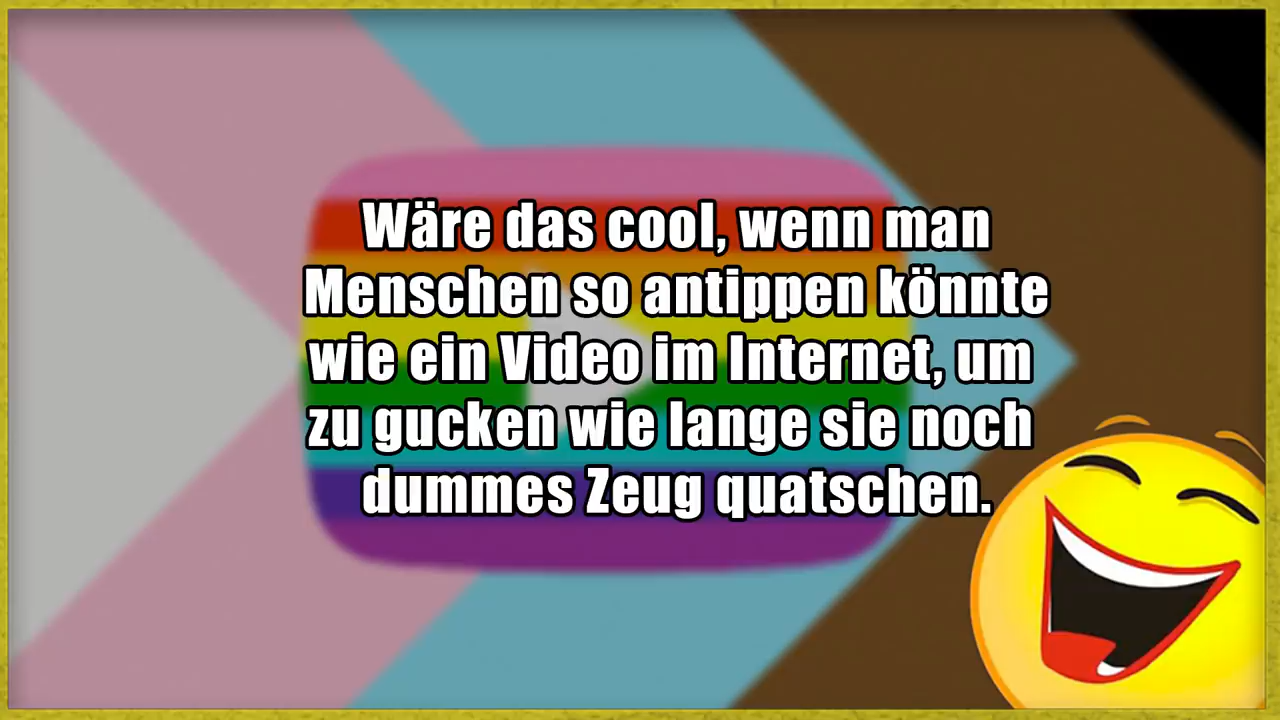 Wäre das cool, wenn man
Menschen so antippen könnte
wie ein Video im Internet, um
zu gucken wie lange sie noch
dummes Zeug quatschen.